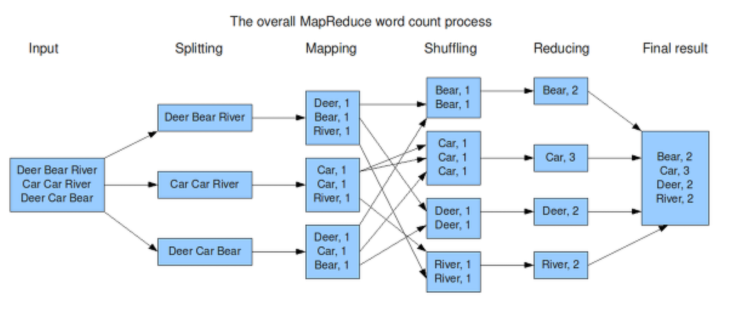 The overall MapReduce word count process
Input
Splitting
Mapping
Shuffling
Reducing
Final result
Deer Bear River
Car Car River
Deer Car Bear
Deer Bear River
Car Car River
Deer Car Bear
Deer, 1
Bear, 1
River, 1
Car, 1
Car, 1
River, 1
Deer, 1
Car, 1
Bear, 1
Bear, 1
Bear, 1
Car, 1
Car, 1
Car, 1
Deer, 1
Deer, 1
River, 1
River, 1
Bear, 2
Car, 3
Deer, 2
River, 2
Bear, 2
Car, 3
Deer, 2
River, 2